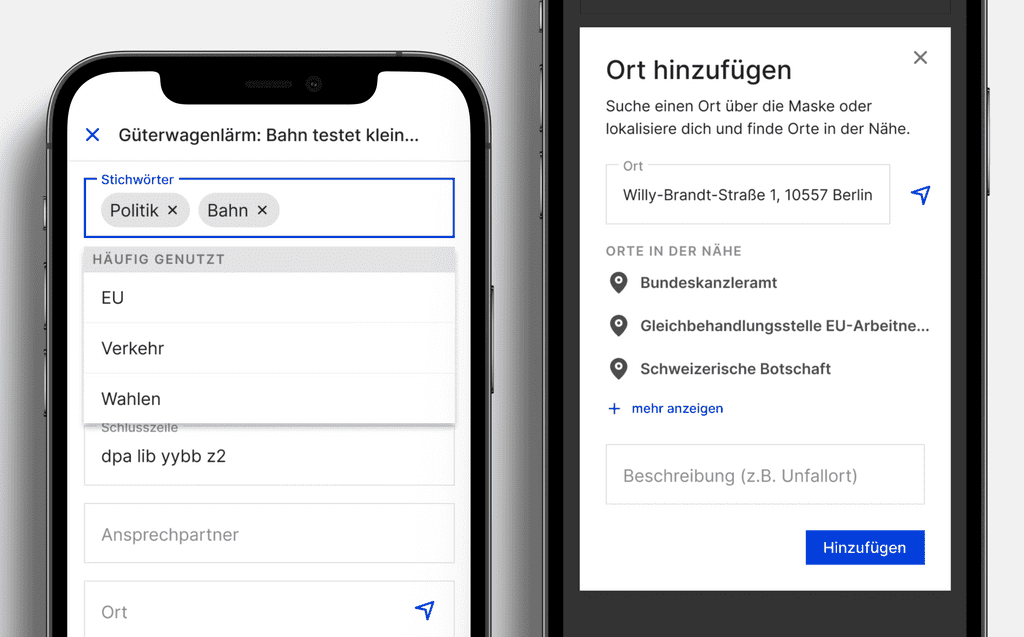 Güterwagenlärm: Bahn testet klein...
Stichwörter
Politik ×
Bahn ×
HÄUFIG GENUTZT
EU
Verkehr
Wahlen
Schlusszeile
dpa lib yybb z2
Ansprechpartner
Ort
Ort hinzufügen
Suche einen Ort über die Maske oder
lokalisiere dich und finde Orte in der Nähe.
Ort
Willy-Brandt-Straße 1, 10557 Berlin
ORTE IN DER NÄHE
Bundeskanzleramt
Gleichbehandlungsstelle EU-Arbeitne...
Schweizerische Botschaft
+ mehr anzeigen
Beschreibung (z.B. Unfallort)
Hinzufügen